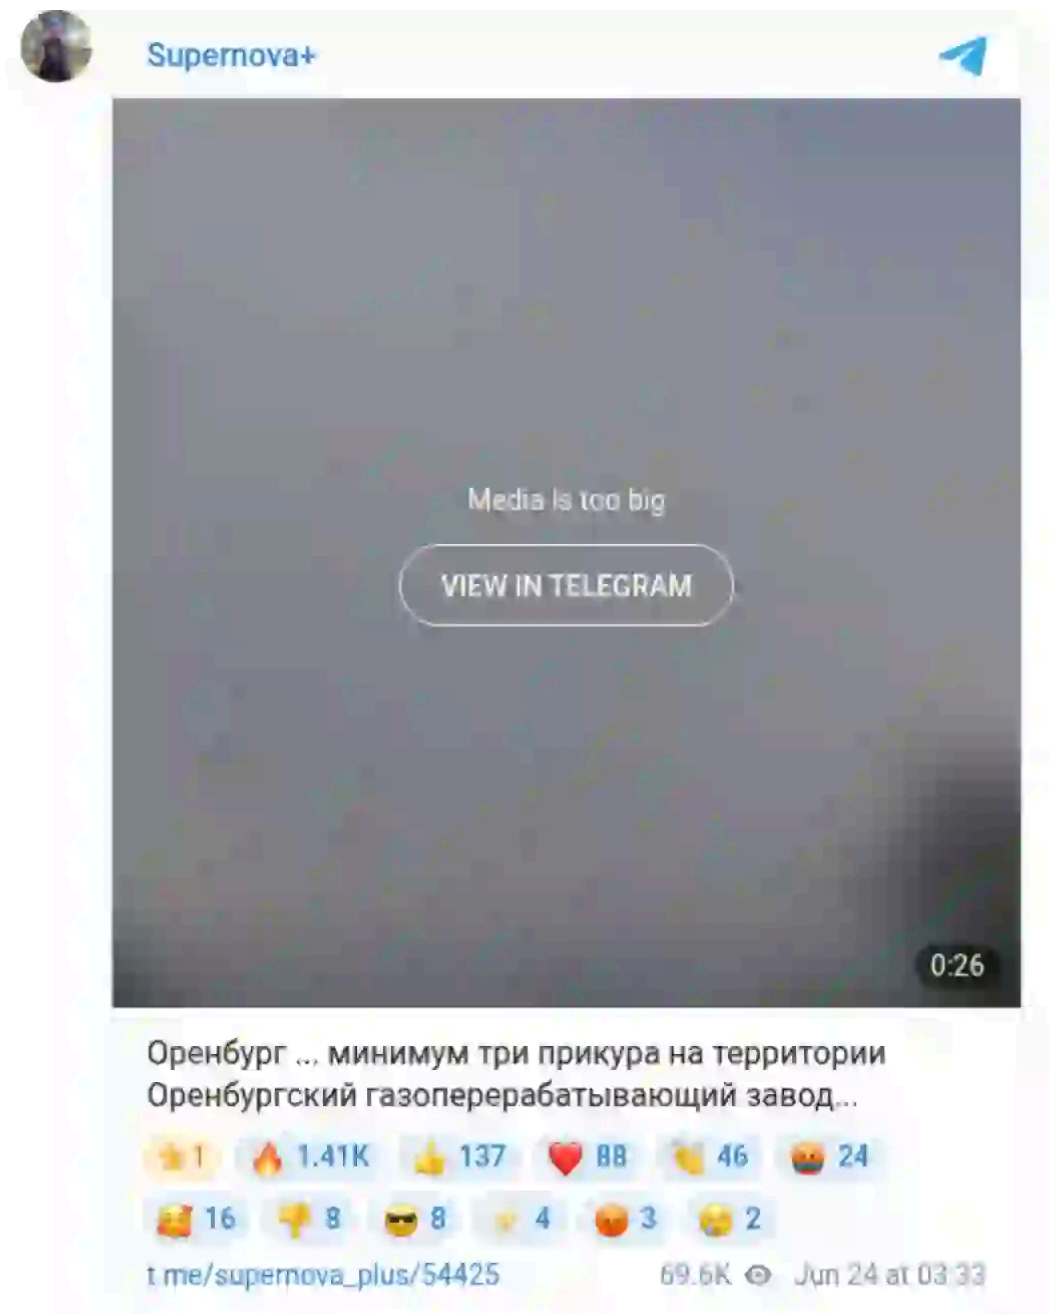 Supernova+
Media is too big
VIEW IN TELEGRAM
0:26
Оренбург ... минимум три прикура на территории
Оренбургский газоперерабатывающий завод...
1 1.41K 137 88 46 24
16 8 8 4 3 2
t.me/supernova_plus/54425 69.6K Jun 24 at 03:33